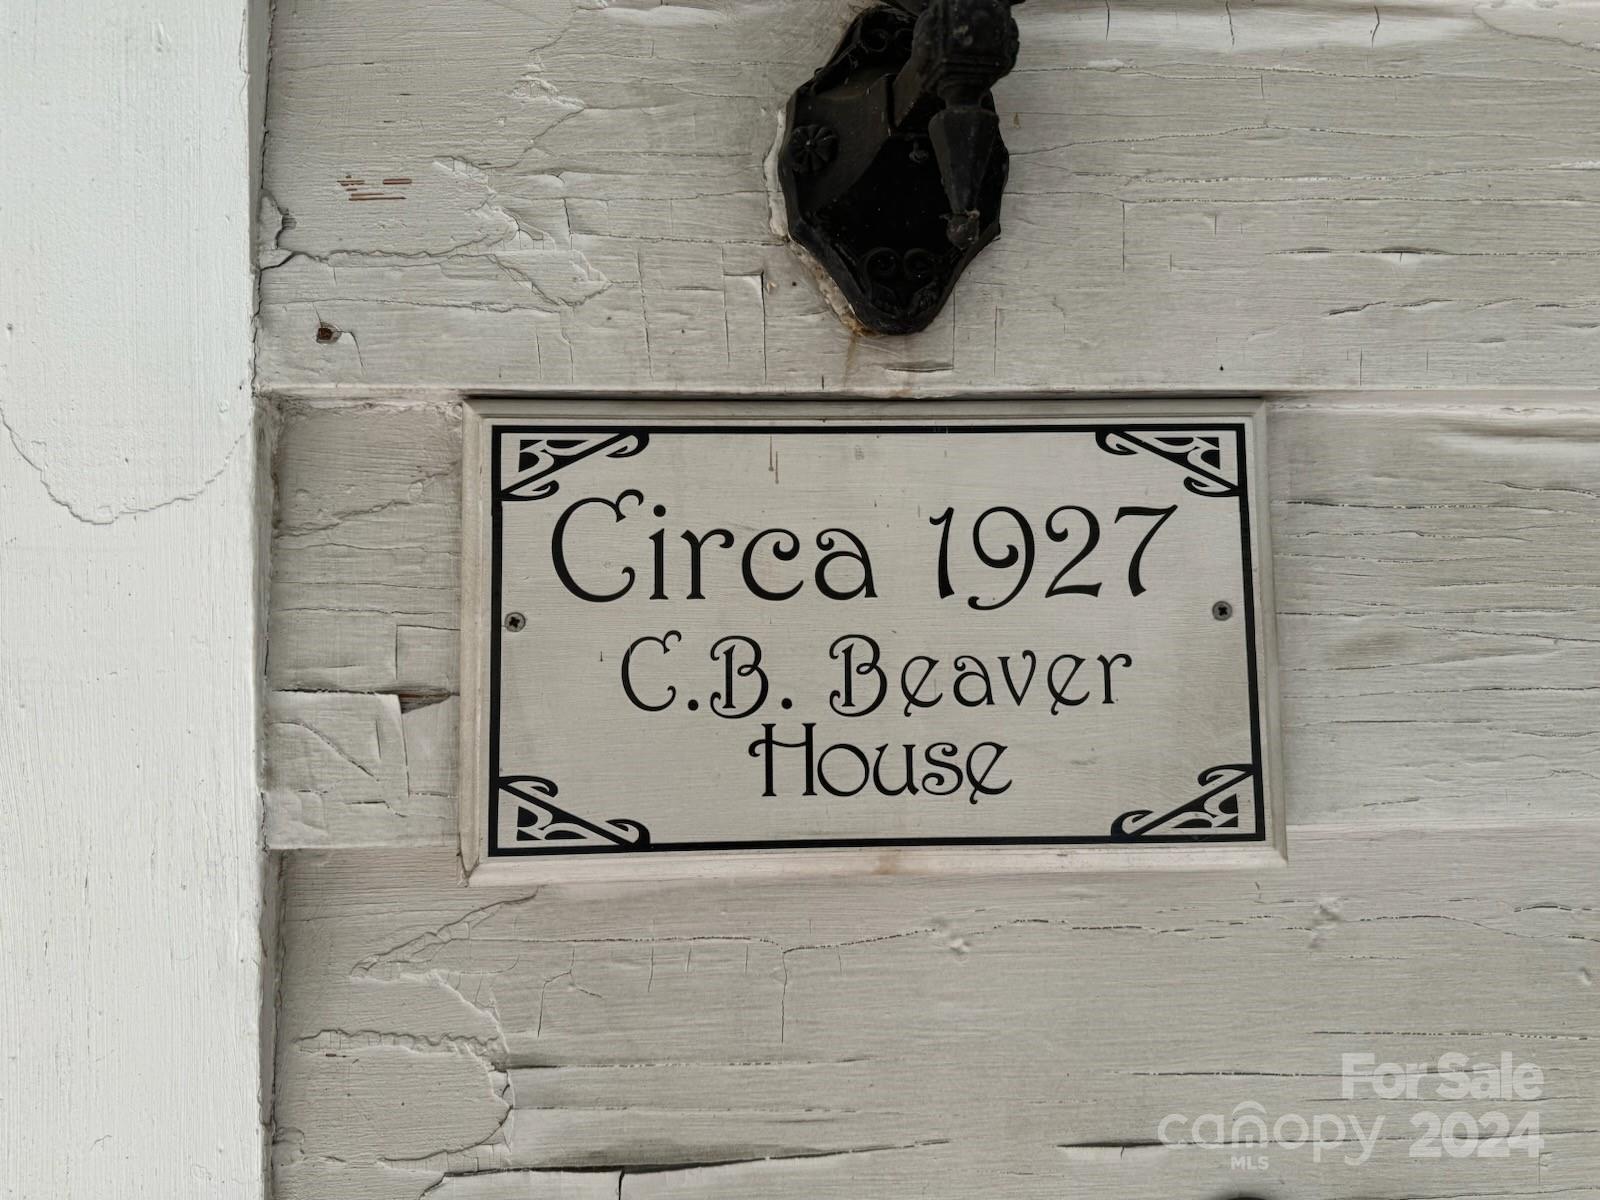 Circa 1927
C.B. Beaver
House
For Sale
canopy 2024
MLS